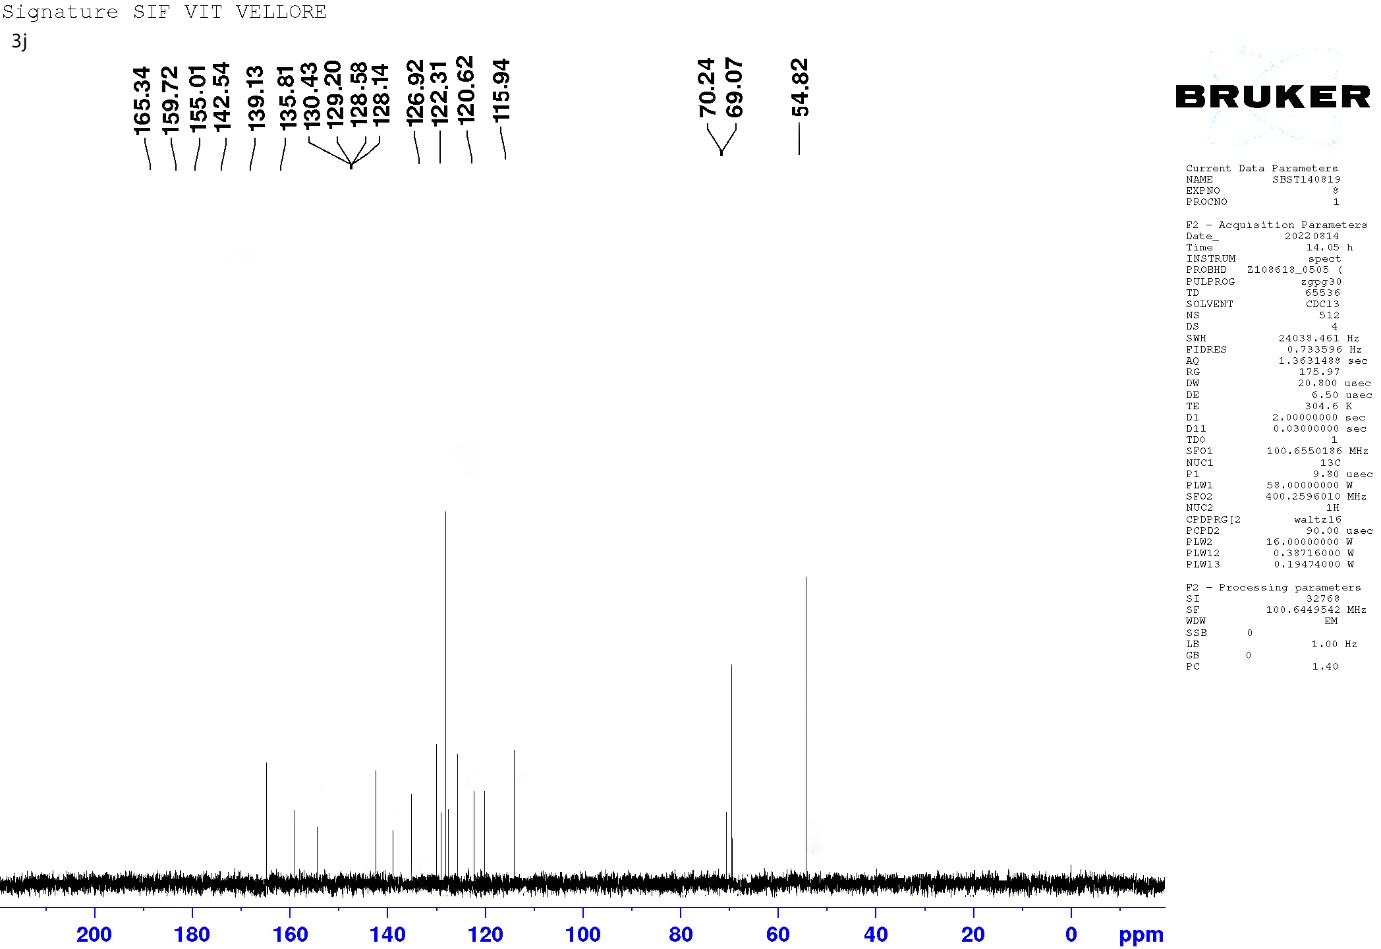 Signature SIF VIT VELLORE
3j
165.34
159.72
155.01
142.54
139.13
135.81
130.43
129.20
128.58
128.14
126.92
122.31
120.62
115.94
70.24
69.07
54.82
BRUKER
Current Data Parameters
NAME SBST140819
EXPNO 8
PROCNO 1
F2 - Acquisition Parameters
Date_ 20220814
Time 14.05 h
INSTRUM spect
PROBHD Z108618_0505 (
PULPROG zgpg30
TD 65536
SOLVENT CDCl3
NS 512
DS 4
SWH 24038.461 Hz
FIDRES 0.733596 Hz
AQ 1.3631488 sec
RG 175.97
DW 20.800 usec
DE 6.50 usec
TE 304.6 K
D1 2.00000000 sec
D11 0.03000000 sec
TD0 1
SFO1 100.6550186 MHz
NUC1 13C
P1 9.80 usec
PLW1 58.00000000 W
SFO2 400.2596010 MHz
NUC2 1H
CPDPRG[2 waltz16
PCPD2 90.00 usec
PLW2 16.00000000 W
PLW12 0.38716000 W
PLW13 0.19474000 W
F2 - Processing parameters
SI 32768
SF 100.6449542 MHz
WDW EM
SSB 0
LB 1.00 Hz
GB 0
PC 1.40
200 180 160 140 120 100 80 60 40 20 0 ppm